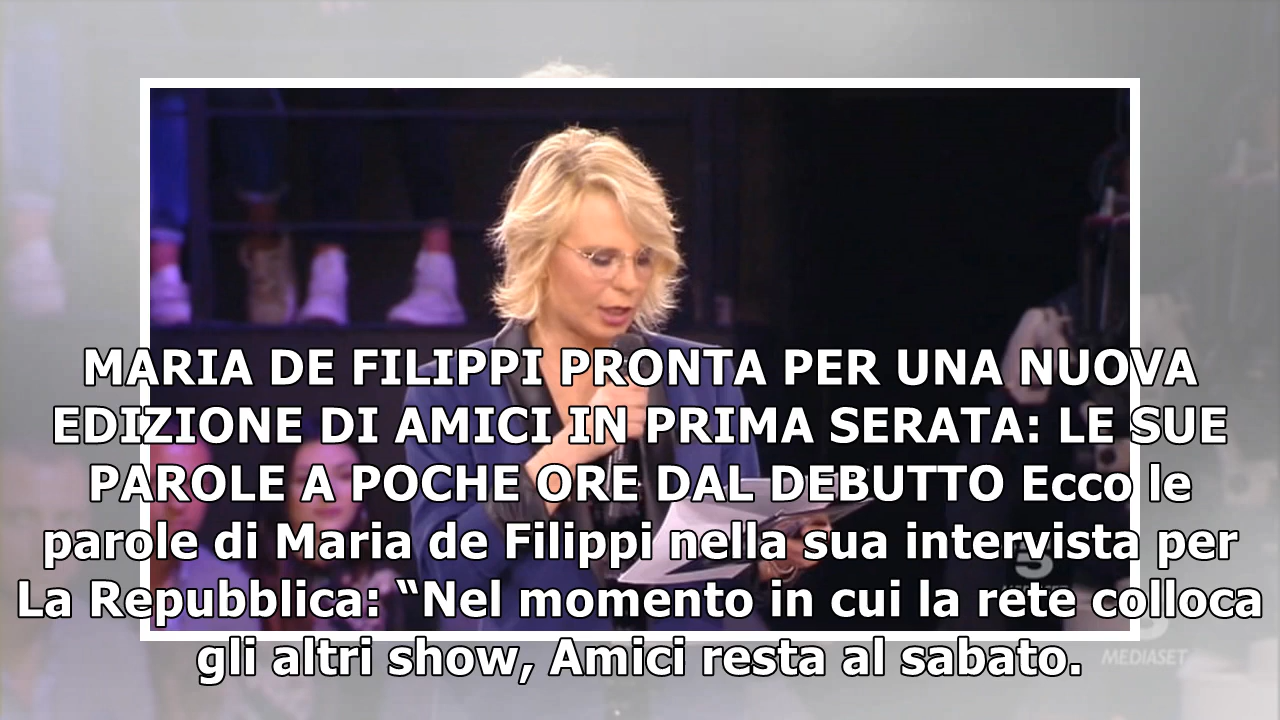 MARIA DE FILIPPI PRONTA PER UNA NUOVA
EDIZIONE DI AMICI IN PRIMA SERATA: LE SUE
PAROLE A POCHE ORE DAL DEBUTTO Ecco le
parole di Maria de Filippi nella sua intervista per
La Repubblica: “Nel momento in cui la rete colloca
gli altri show, Amici resta al sabato.
5
MEDIASET